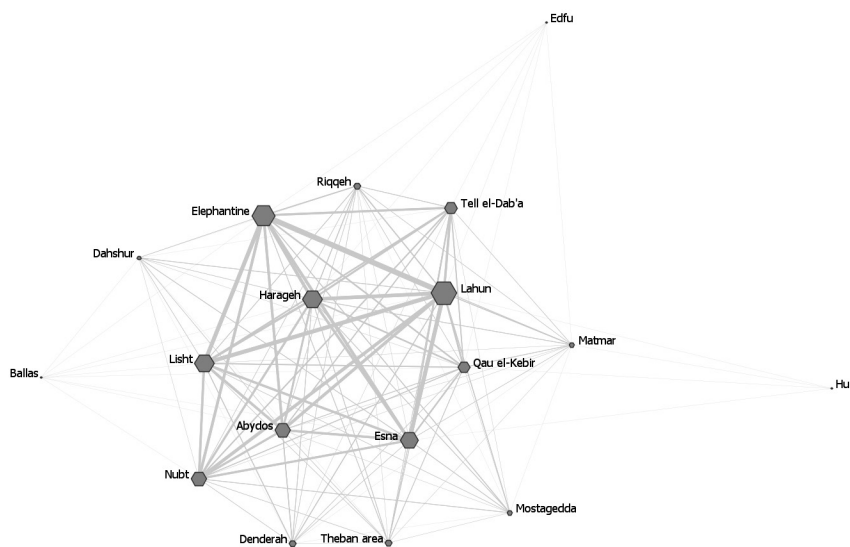 Edfu
Riqqeh
Tell el-Dab'a
Elephantine
Dahshur
Lahun
Harageh
Matmar
Lisht
Qau el-Kebir
Ballas
Hu
Abydos
Esna
Nubt
Mostagedda
Denderah
Theban area